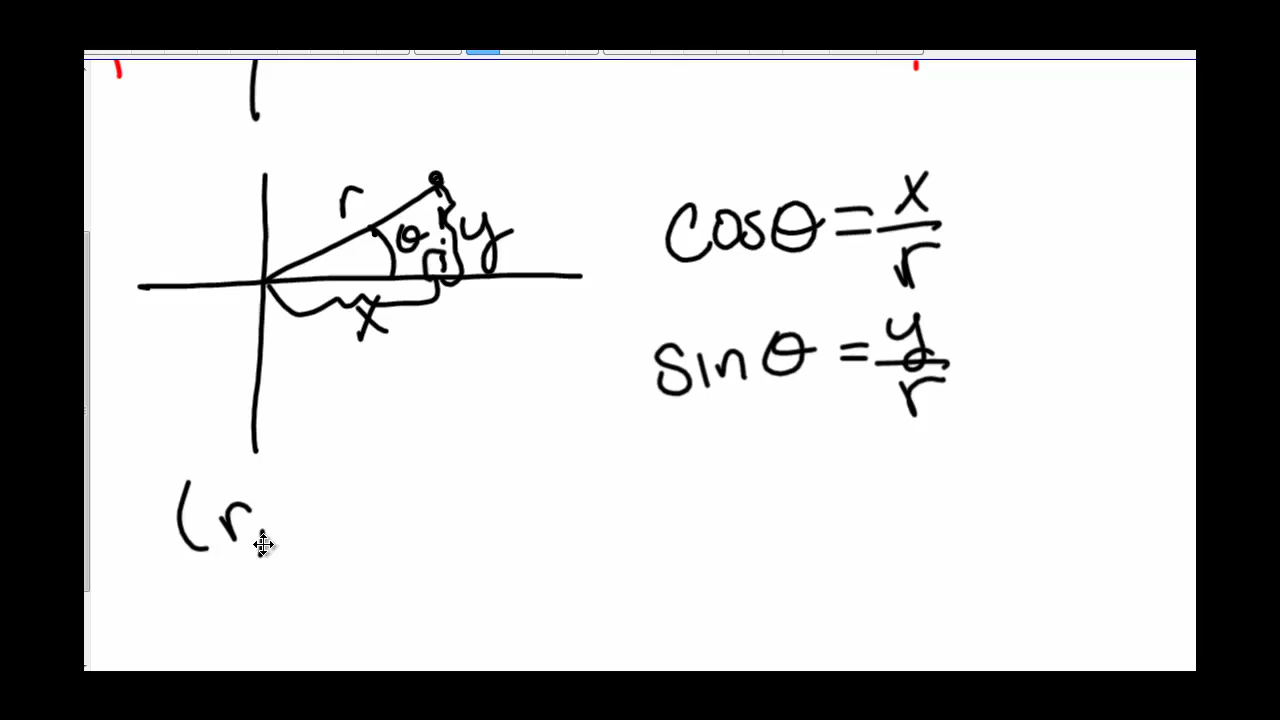 r
θ
y
x
cosθ = x/r
sinθ = y/r
(r,